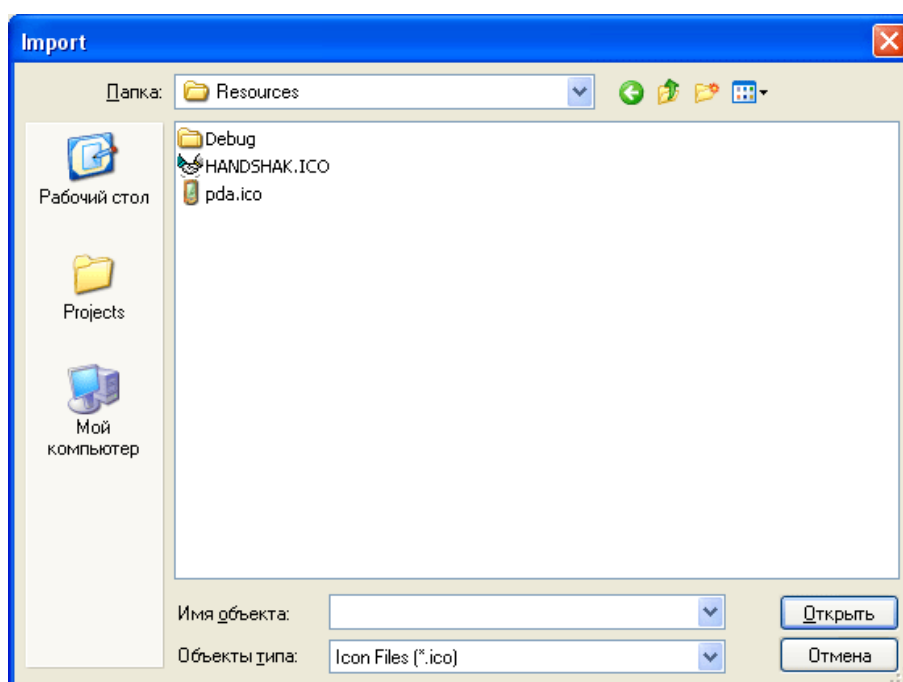 Import
Папка:
Resources
Debug
HANDSHAK.ICO
pda.ico
Рабочий стол
Projects
Мой
компьютер
Имя объекта:
Открыть
Объекты типа:
Icon Files (*.ico)
Отмена